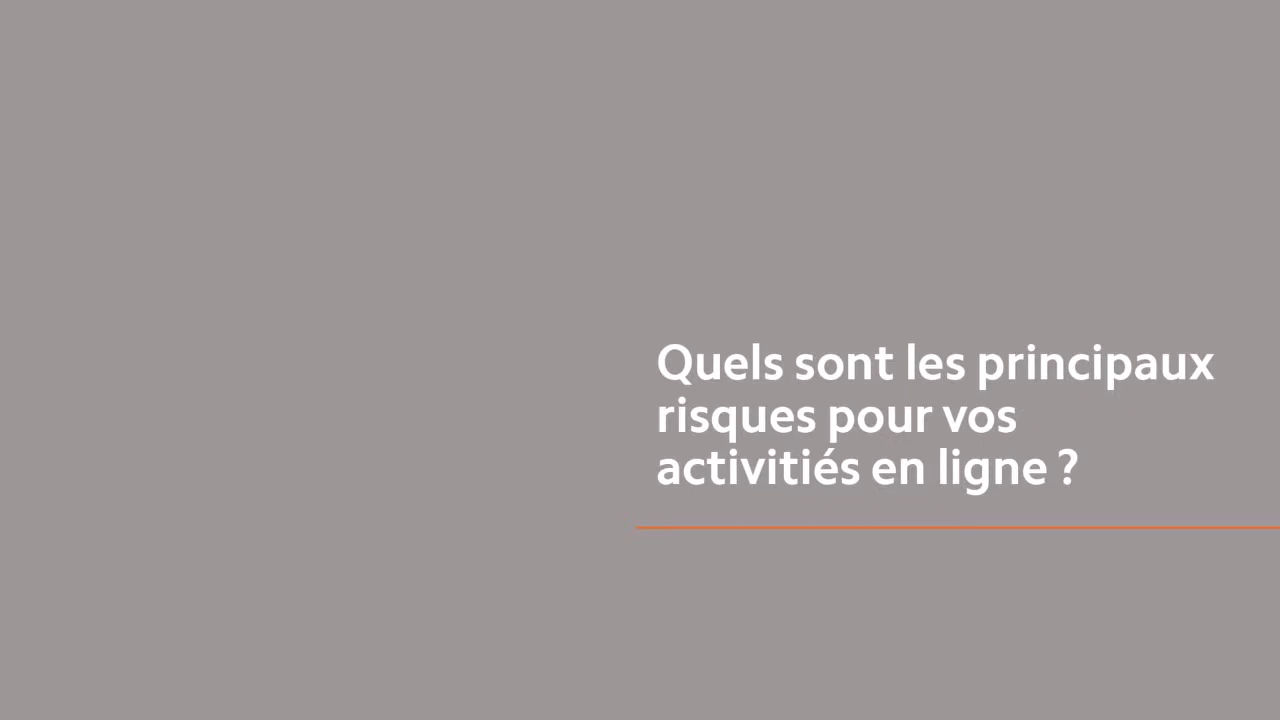 Quels sont les principaux
risques pour vos
activitiés en ligne ?